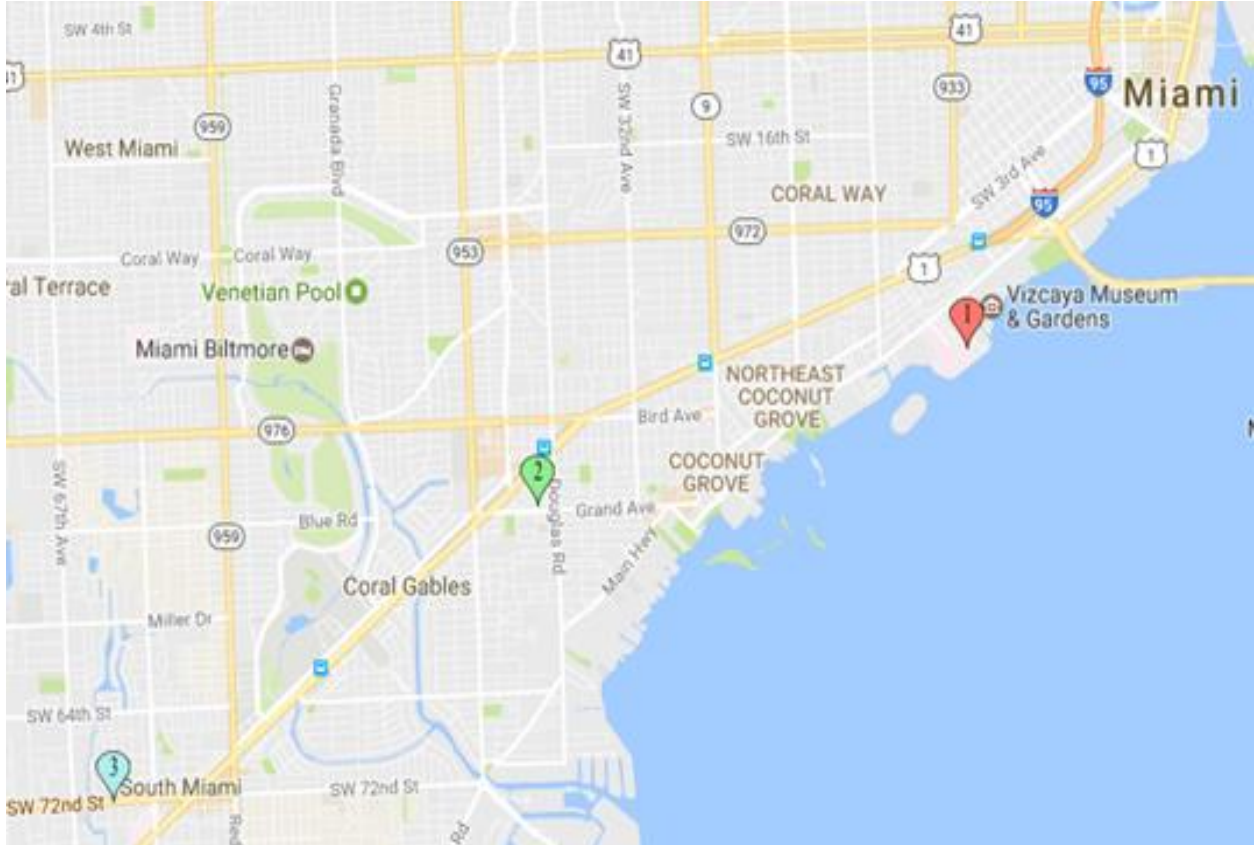 SW 4th St
41
41
41
95
Miami
933
9
Granada Blvd
SW 32nd Ave
959
West Miami
SW 16th St
1
SW 3rd Ave
CORAL WAY
95
972
953
Coral Way
Coral Way
1
ral Terrace
Venetian Pool
Vizcaya Museum
& Gardens
1
Miami Biltmore
NORTHEAST
COCONUT
GROVE
Bird Ave
976
COCONUT
GROVE
2
SW 67th Ave
Douglas Rd
Grand Ave
Blue Rd
959
Main Hwy
Coral Gables
Miller Dr
SW 64th St
3
South Miami
SW 72nd St
SW 72nd St
Red
Rd